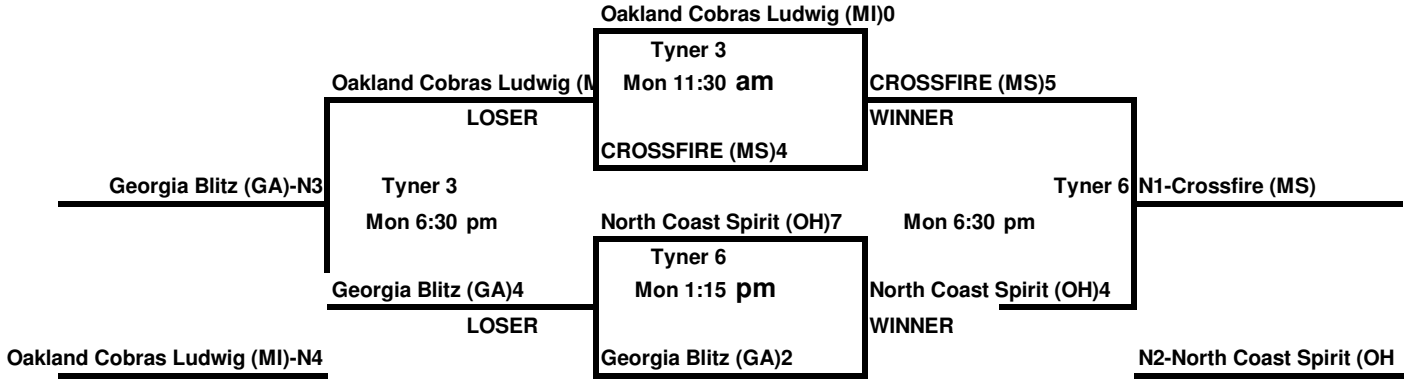 Oakland Cobras Ludwig (MI)0
Tyner 3
Oakland Cobras Ludwig (M
Mon 11:30 am
CROSSFIRE (MS)5
LOSER
WINNER
CROSSFIRE (MS)4
Georgia Blitz (GA)-N3
Tyner 3
Tyner 6
N1-Crossfire (MS)
Mon 6:30 pm
North Coast Spirit (OH)7
Mon 6:30 pm
Tyner 6
Georgia Blitz (GA)4
Mon 1:15 pm
North Coast Spirit (OH)4
LOSER
WINNER
Oakland Cobras Ludwig (MI)-N4
Georgia Blitz (GA)2
N2-North Coast Spirit (OH